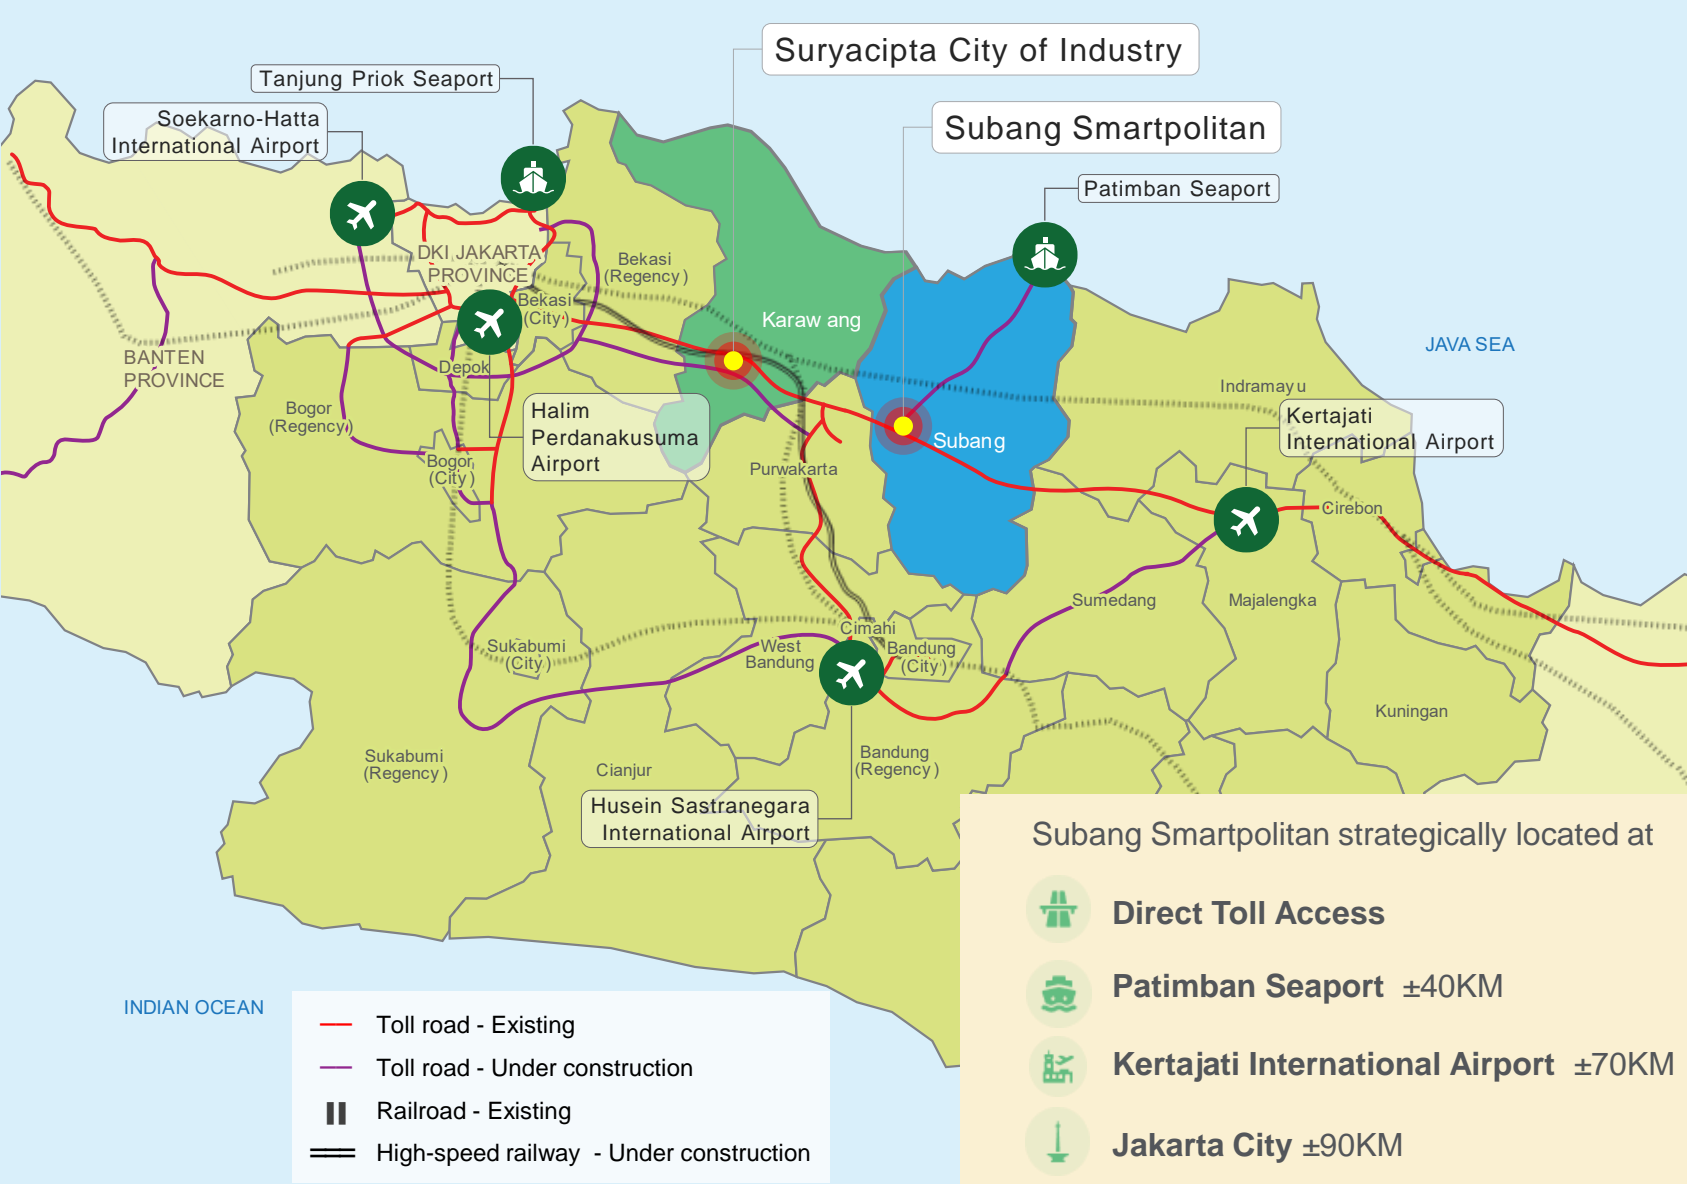 Suryacipta City of Industry
Tanjung Priok Seaport
Soekarno-Hatta
International Airport
Subang Smartpolitan
Patimban Seaport
DKI JAKARTA
PROVINCE
Bekasi
(Regency)
Bekasi
(City)
Karaw ang
JAVA SEA
BANTEN
PROVINCE
Depok
Indramayu
Bogor
(Regency)
Halim
Perdanakusuma
Airport
Kertajati
International Airport
Subang
Bogor
(City)
Purwakarta
Cirebon
Sumedang
Majalengka
Cimahi
Sukabumi
(City)
West
Bandung
Bandung
(City)
Kuningan
Sukabumi
(Regency)
Cianjur
Bandung
(Regency)
Husein Sastranegara
International Airport
INDIAN OCEAN
Toll road - Existing
Toll road - Under construction
Railroad - Existing
High-speed railway - Under construction
Subang Smartpolitan strategically located at
Direct Toll Access
Patimban Seaport ±40KM
Kertajati International Airport ±70KM
Jakarta City ±90KM